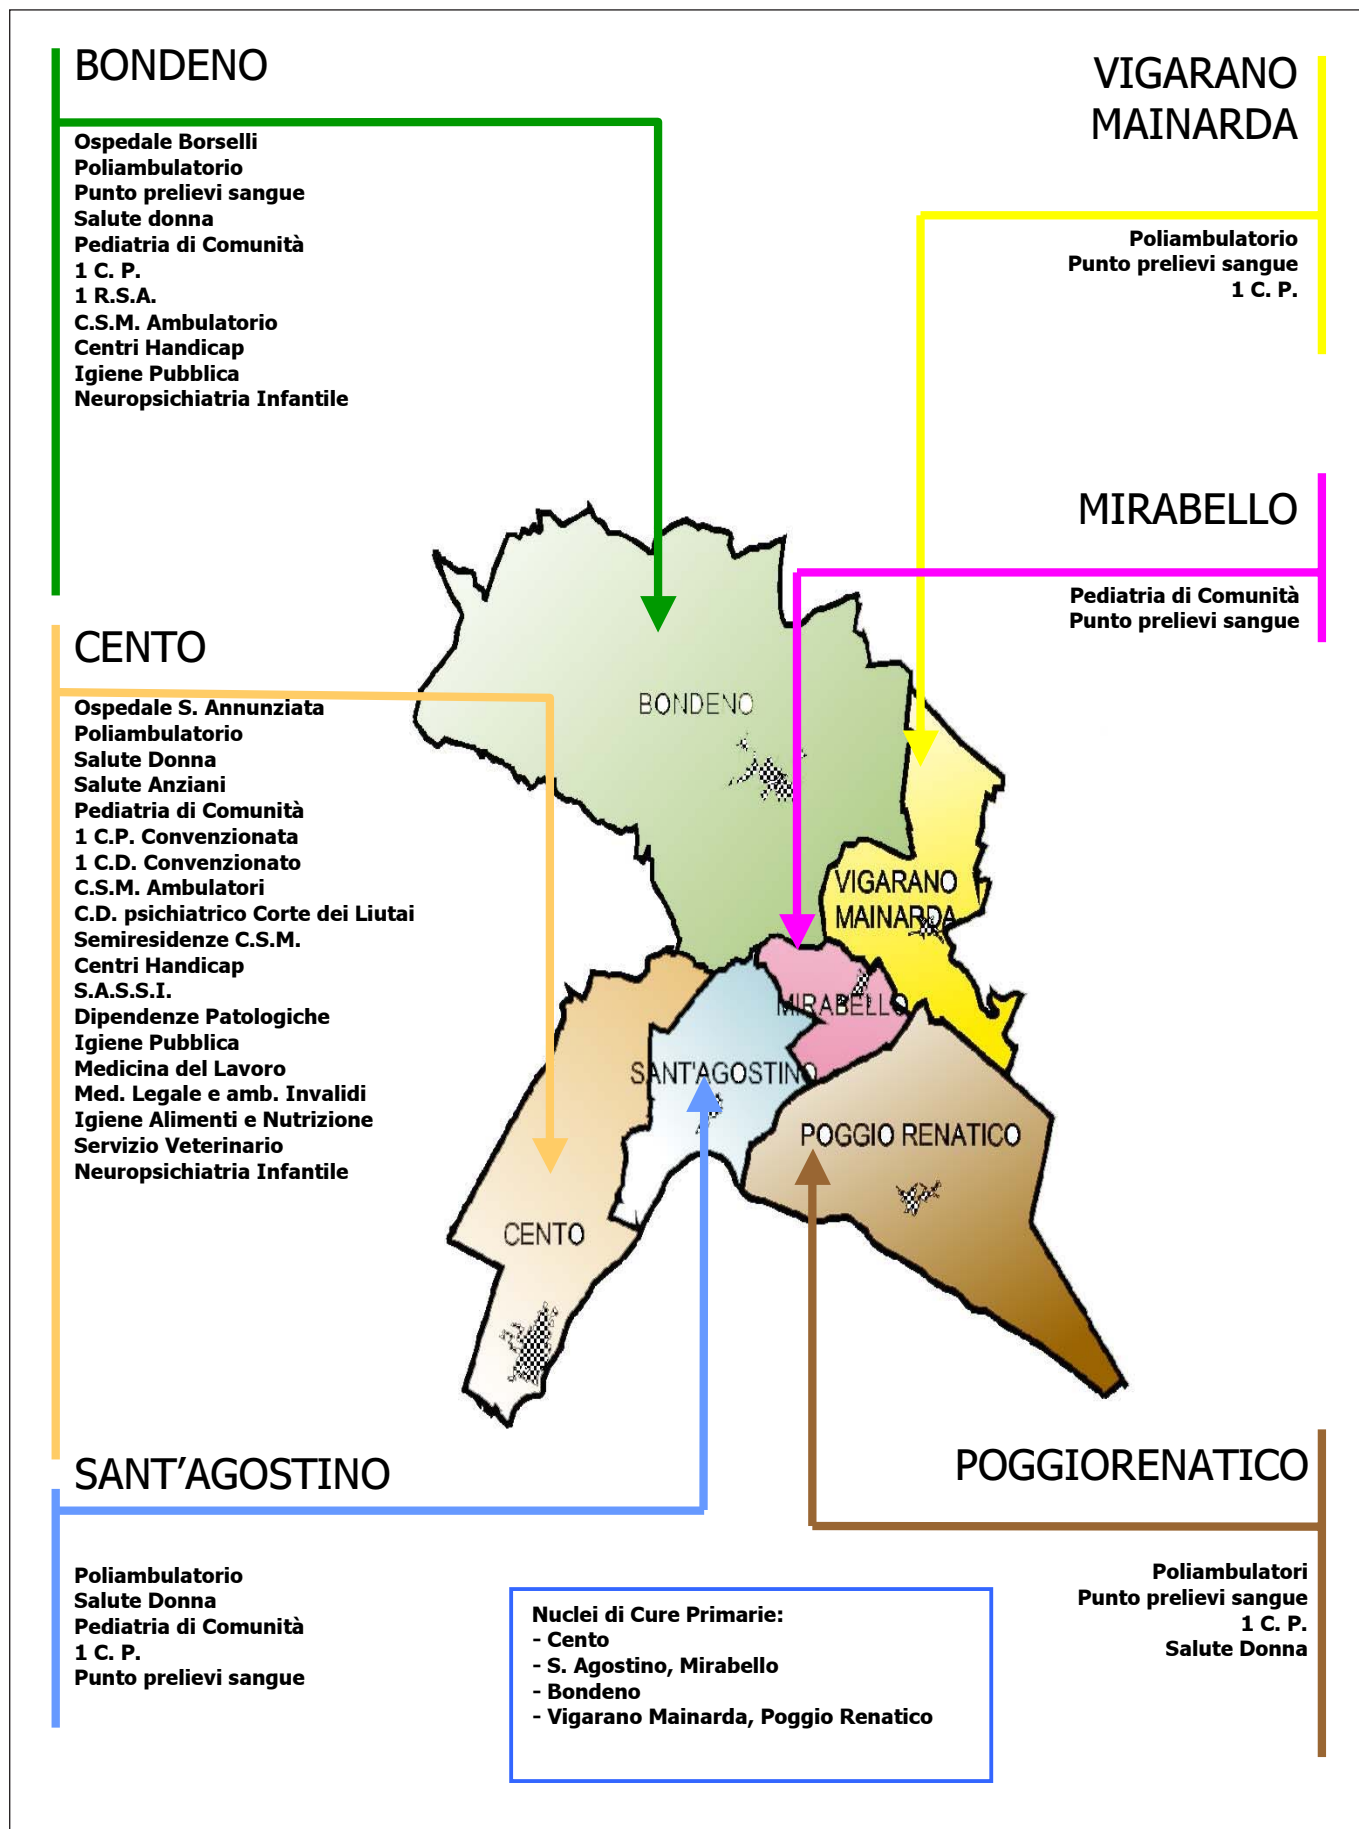 BONDENO
Ospedale Borselli
Poliambulatorio
Punto prelievi sangue
Salute donna
Pediatria di Comunità
1 C. P.
1 R.S.A.
C.S.M. Ambulatorio
Centri Handicap
Igiene Pubblica
Neuropsichiatria Infantile
VIGARANO
MAINARDA
Poliambulatorio
Punto prelievi sangue
1 C. P.
MIRABELLO
Pediatria di Comunità
Punto prelievi sangue
CENTO
Ospedale S. Annunziata
Poliambulatorio
Salute Donna
Salute Anziani
Pediatria di Comunità
1 C.P. Convenzionata
1 C.D. Convenzionato
C.S.M. Ambulatori
C.D. psichiatrico Corte dei Liutai
Semiresidenze C.S.M.
Centri Handicap
S.A.S.S.I.
Dipendenze Patologiche
Igiene Pubblica
Medicina del Lavoro
Med. Legale e amb. Invalidi
Igiene Alimenti e Nutrizione
Servizio Veterinario
Neuropsichiatria Infantile
BONDENO
VIGARANO
MAINARDA
MIRABELLO
SANT'AGOSTINO
POGGIO RENATICO
CENTO
SANT'AGOSTINO
Poliambulatorio
Salute Donna
Pediatria di Comunità
1 C. P.
Punto prelievi sangue
Nuclei di Cure Primarie:
- Cento
- S. Agostino, Mirabello
- Bondeno
- Vigarano Mainarda, Poggio Renatico
POGGIORENATICO
Poliambulatori
Punto prelievi sangue
1 C. P.
Salute Donna